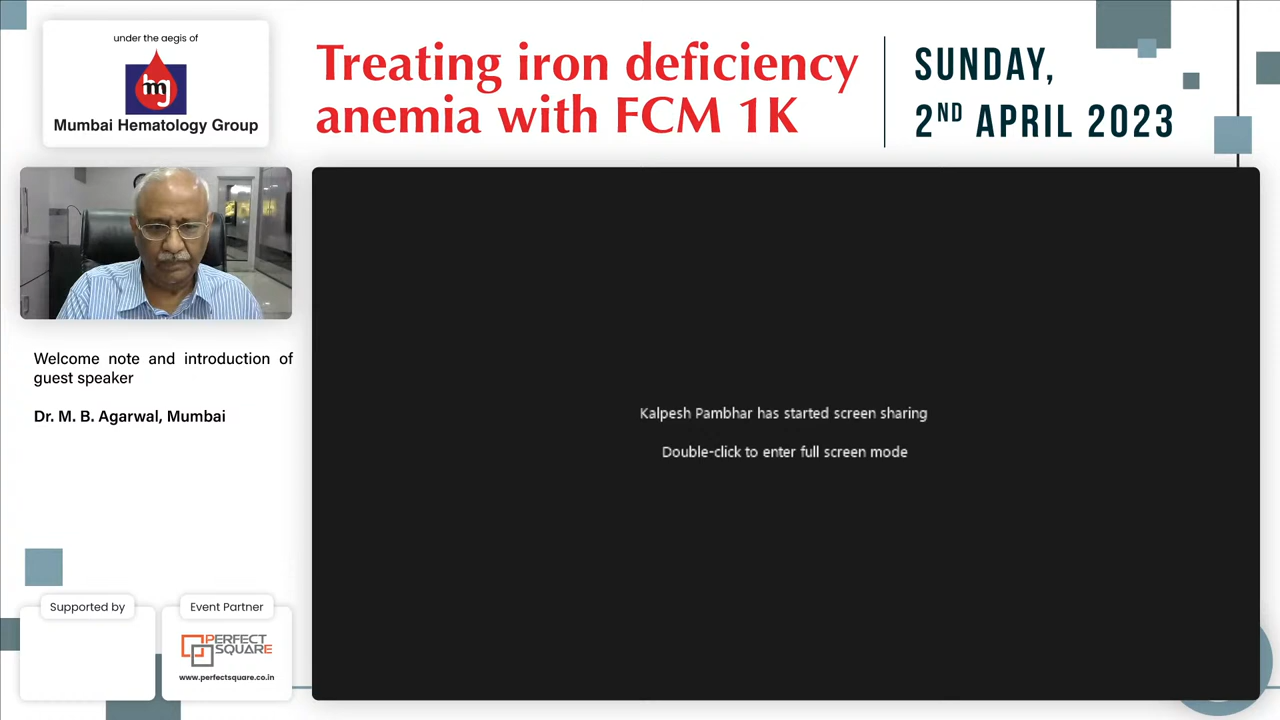 under the aegis of
mj
Mumbai Hematology Group
Treating iron deficiency
anemia with FCM 1K
SUNDAY,
2ND APRIL 2023
Welcome note and introduction of
guest speaker
Dr. M. B. Agarwal, Mumbai
Kalpesh Pambhar has started screen sharing
Double-click to enter full screen mode
Supported by
Event Partner
PERFECT
SQUARE
www.perfectsquare.co.in